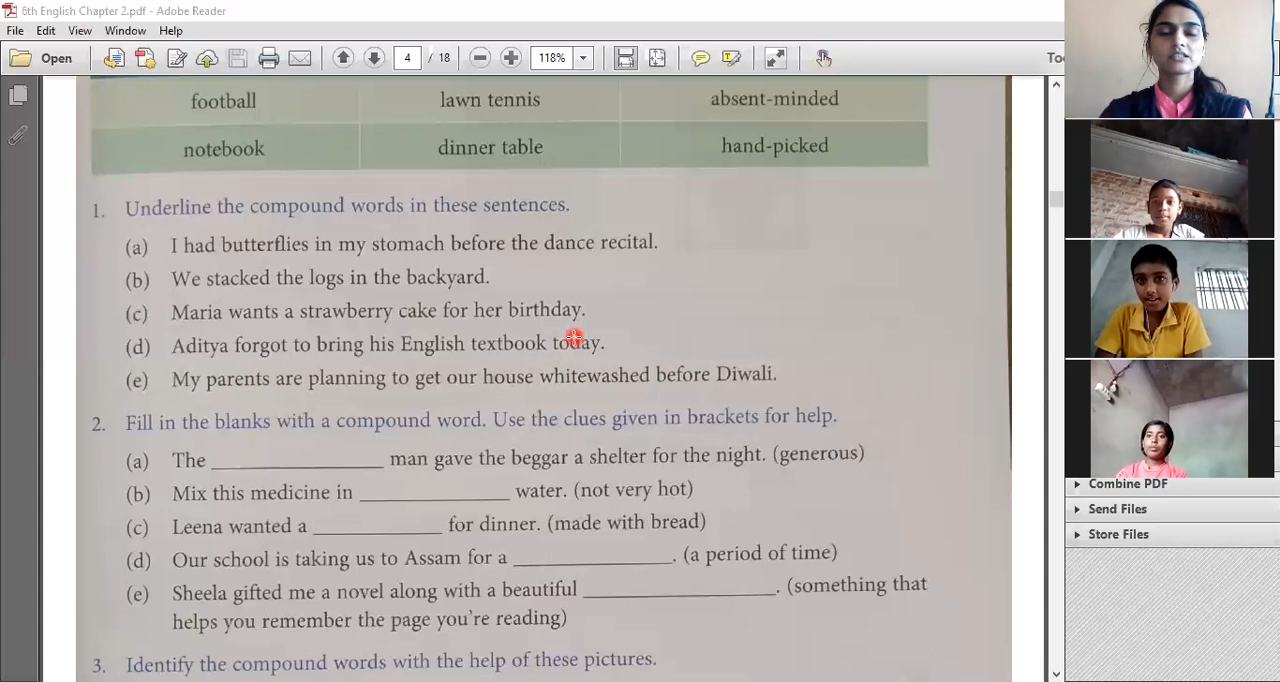 6th English Chapter 2.pdf - Adobe Reader
File Edit View Window Help
Open 4 / 18 118%
football lawn tennis absent-minded
notebook dinner table hand-picked
1. Underline the compound words in these sentences.
(a) I had butterflies in my stomach before the dance recital.
(b) We stacked the logs in the backyard.
(c) Maria wants a strawberry cake for her birthday.
(d) Aditya forgot to bring his English textbook today.
(e) My parents are planning to get our house whitewashed before Diwali.
2. Fill in the blanks with a compound word. Use the clues given in brackets for help.
(a) The _______________ man gave the beggar a shelter for the night. (generous)
(b) Mix this medicine in _______________ water. (not very hot)
(c) Leena wanted a _____________ for dinner. (made with bread)
(d) Our school is taking us to Assam for a ________________. (a period of time)
(e) Sheela gifted me a novel along with a beautiful ___________________. (something that
helps you remember the page you're reading)
3. Identify the compound words with the help of these pictures.
Combine PDF
Send Files
Store Files